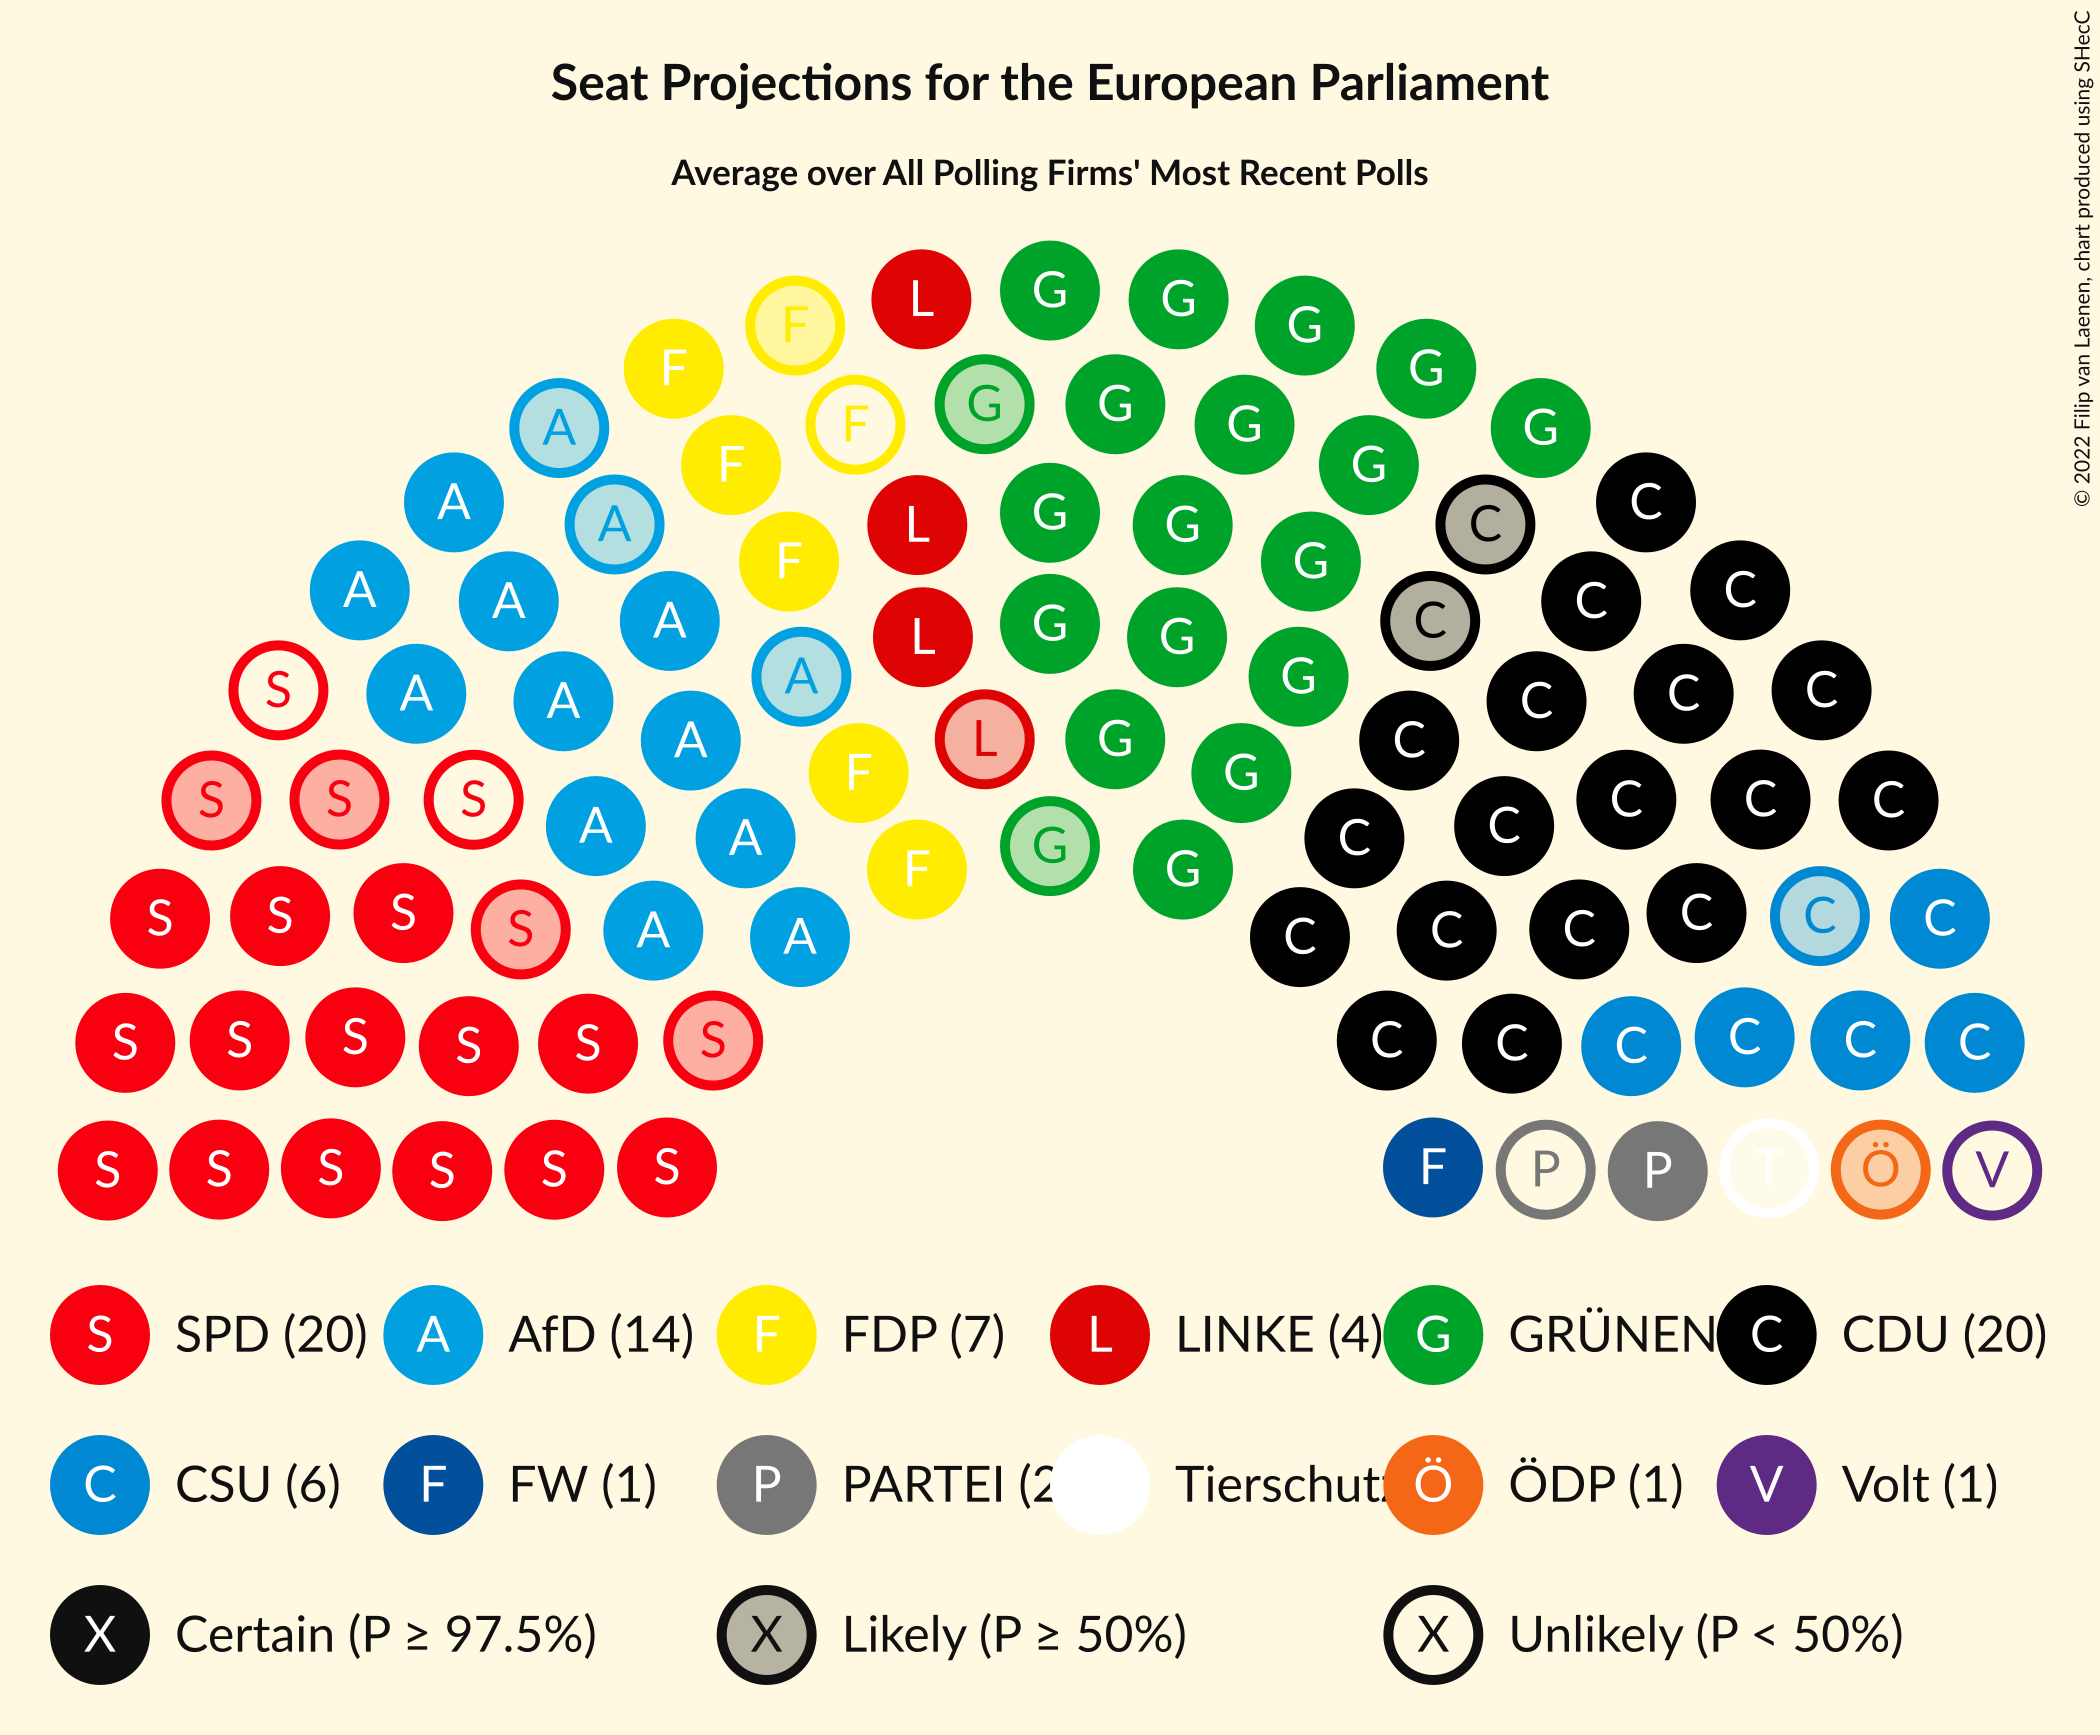 Seat Projections for the European Parliament
Average over All Polling Firms' Most Recent Polls
© 2022 Filip van Laenen, chart produced using SHecC
L G G G
F G
F G G G
A F G G
F L G G G C
A A F G C C
A A F L G G C C
A A A L G G C C
S A A A G G C C C C
S S S A A F G C C C C C
S S S S A A F G G C C C C C C
S S S S S S C C C C C C
S S S S S S F P P T Ö V
S SPD (20) A AfD (14) F FDP (7) L LINKE (4) G GRÜNEN C CDU (20)
C CSU (6) F FW (1) P PARTEI (2 Tierschutz Ö ÖDP (1) V Volt (1)
X Certain (P ≥ 97.5%) X Likely (P ≥ 50%) X Unlikely (P < 50%)